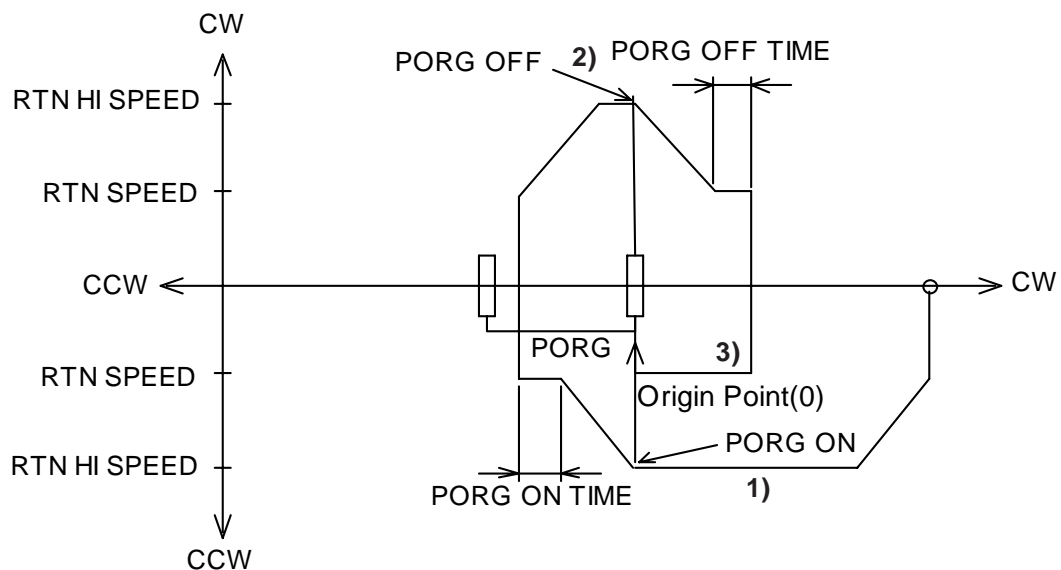 CW
PORG OFF
2)
PORG OFF TIME
RTN HI SPEED
RTN SPEED
CCW
CW
PORG
3)
RTN SPEED
Origin Point(0)
PORG ON
RTN HI SPEED
1)
PORG ON TIME
CCW